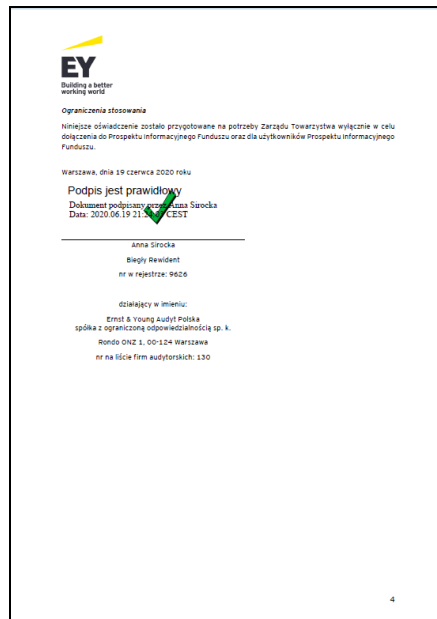 EY
Building a better
working world
Ograniczenia stosowania
Niniejsze oświadczenie zostało przygotowane na potrzeby Zarządu Towarzystwa wyłącznie w celu
dołączenia do Prospektu Informacyjnego Funduszu oraz dla użytkowników Prospektu Informacyjnego
Funduszu.
Warszawa, dnia 19 czerwca 2020 roku
Podpis jest prawidłowy
Dokument podpisany przez Anna Sirocka
Data: 2020.06.19 CEST
Anna Sirocka
Biegły Rewident
nr w rejestrze: 9626
działający w imieniu:
Ernst & Young Audyt Polska
spółka z ograniczoną odpowiedzialnością sp. k.
Rondo ONZ 1, 00-124 Warszawa
nr na liście firm audytorskich: 130
4